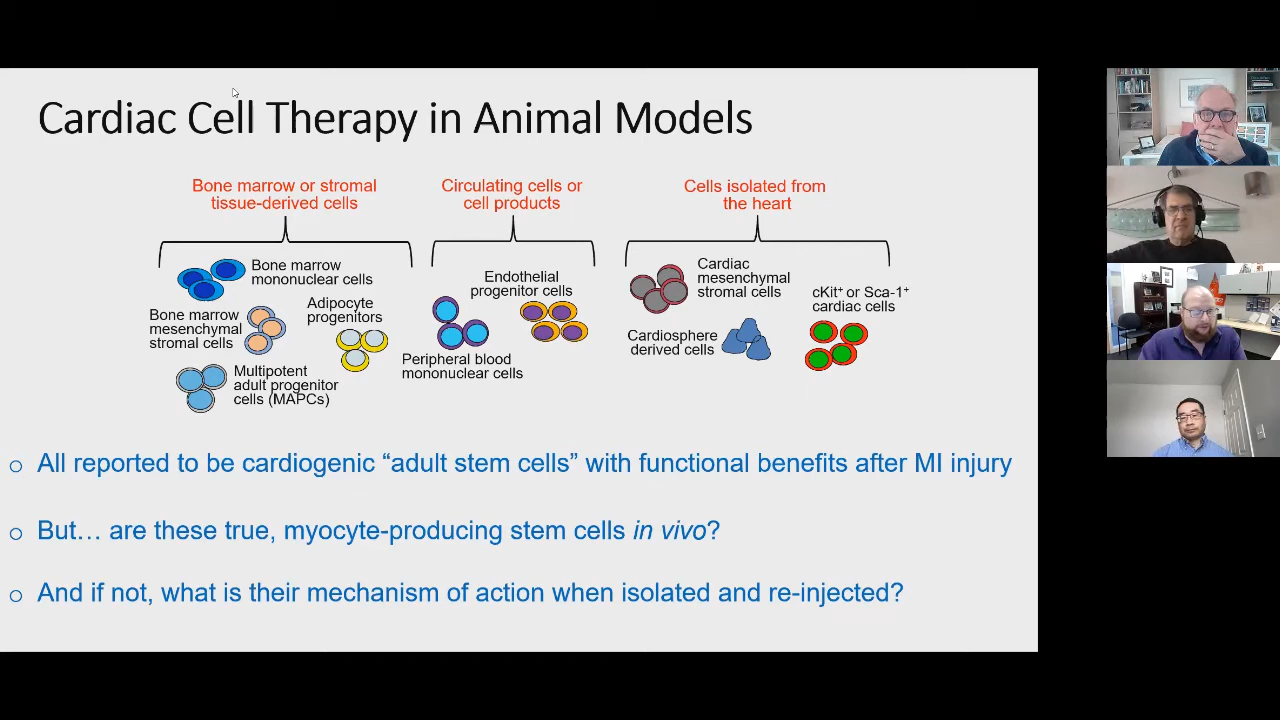 Cardiac Cell Therapy in Animal Models
Bone marrow or stromal
tissue-derived cells
Circulating cells or
cell products
Cells isolated from
the heart
Bone marrow
mononuclear cells
Bone marrow
mesenchymal
stromal cells
Adipocyte
progenitors
Multipotent
adult progenitor
cells (MAPCs)
Endothelial
progenitor cells
Peripheral blood
mononuclear cells
Cardiac
mesenchymal
stromal cells
Cardiosphere
derived cells
cKit⁺ or Sca-1⁺
cardiac cells
o All reported to be cardiogenic “adult stem cells” with functional benefits after MI injury
o But… are these true, myocyte-producing stem cells in vivo?
o And if not, what is their mechanism of action when isolated and re-injected?